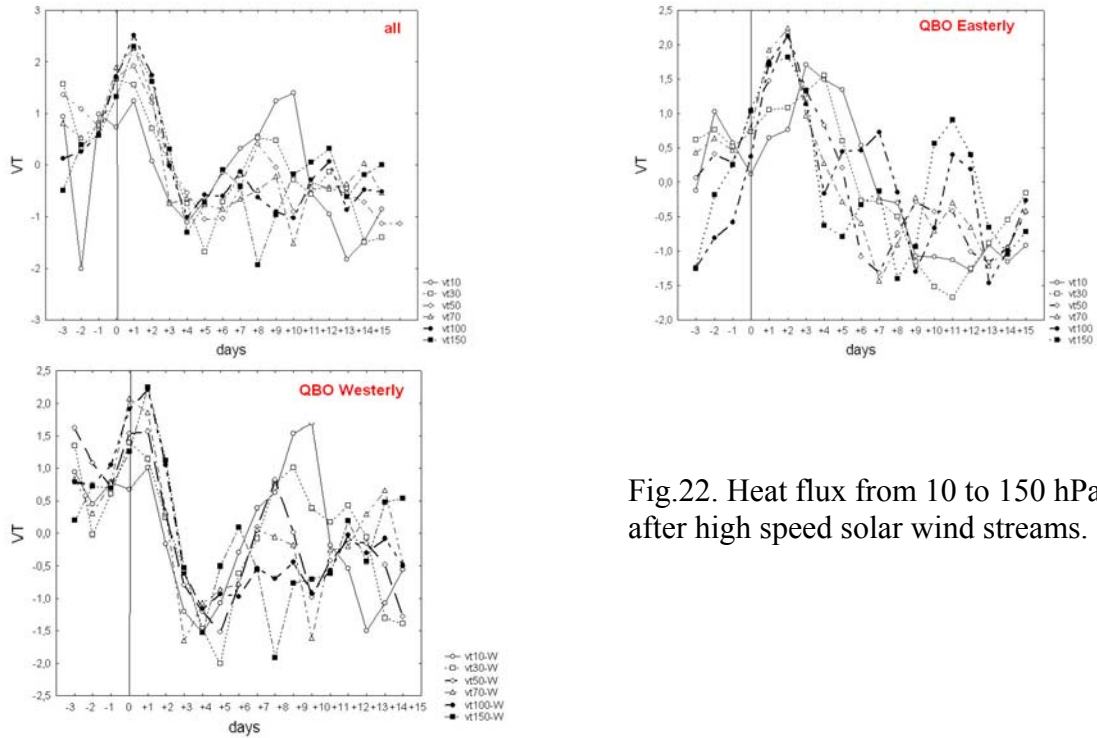 all
3
2
1
0
-1
-2
-3
VT
-3 -2 -1 0 +1 +2 +3 +4 +5 +6 +7 +8 +9 +10 +11 +12 +13 +14 +15
days
vt10
vt30
vt50
vt70
vt100
vt150
QBO Easterly
2,5
2,0
1,5
1,0
0,5
0,0
-0,5
-1,0
-1,5
-2,0
VT
-3 -2 -1 0 +1 +2 +3 +4 +5 +6 +7 +8 +9 +10 +11 +12 +13 +14 +15
days
vt10
vt30
vt50
vt70
vt100
vt150
QBO Westerly
2,5
2,0
1,5
1,0
0,5
0,0
-0,5
-1,0
-1,5
-2,0
-2,5
VT
-3 -2 -1 0 +1 +2 +3 +4 +5 +6 +7 +8 +9 +10 +11 +12 +13 +14 +15
days
vt10-W
vt30-W
vt50-W
vt70-W
vt100-W
vt150-W
Fig.22. Heat flux from 10 to 150 hPa
after high speed solar wind streams.